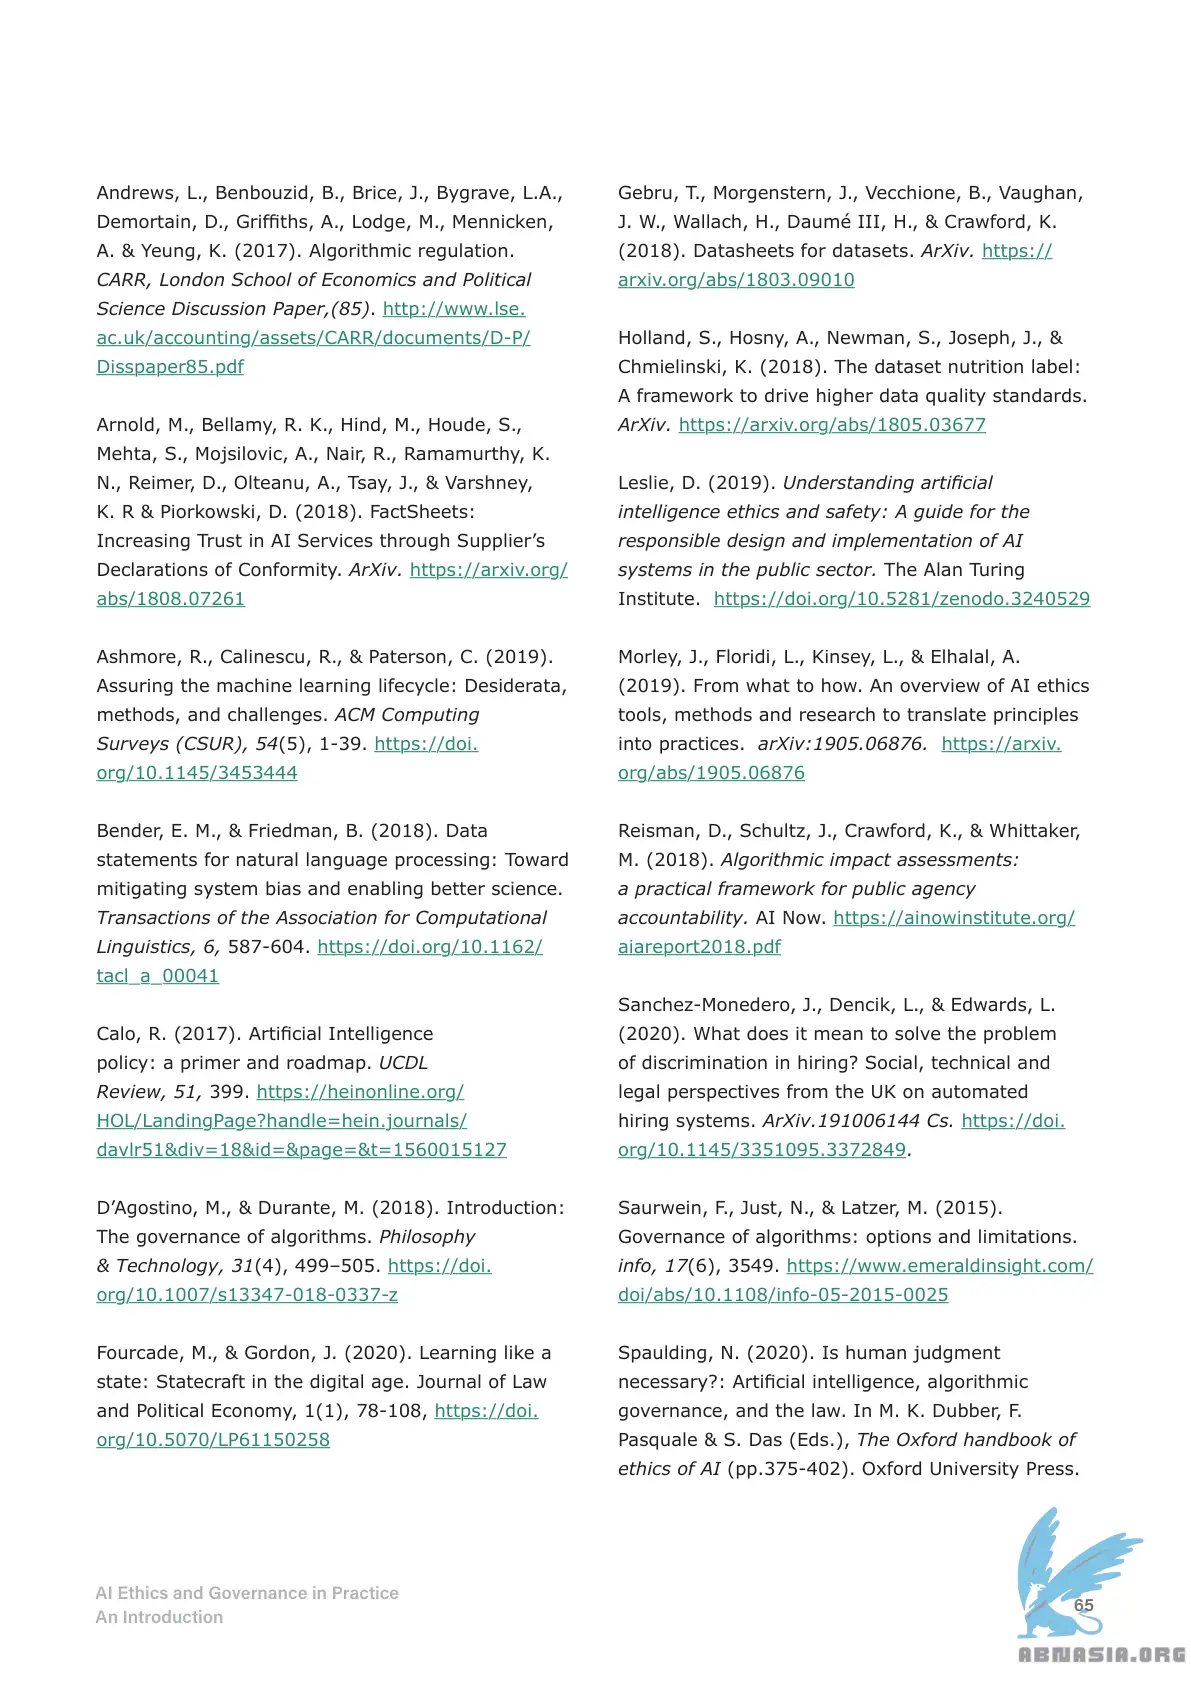 Andrews, L., Benbouzid, B., Brice, J., Bygrave, L.A.,
Demortain, D., Griffiths, A., Lodge, M., Mennicken,
A. & Yeung, K. (2017). Algorithmic regulation.
CARR, London School of Economics and Political
Science Discussion Paper,(85). http://www.lse.
ac.uk/accounting/assets/CARR/documents/D-P/
Disspaper85.pdf
Arnold, M., Bellamy, R. K., Hind, M., Houde, S.,
Mehta, S., Mojsilovic, A., Nair, R., Ramamurthy, K.
N., Reimer, D., Olteanu, A., Tsay, J., & Varshney,
K. R & Piorkowski, D. (2018). FactSheets:
Increasing Trust in AI Services through Supplier’s
Declarations of Conformity. ArXiv. https://arxiv.org/
abs/1808.07261
Ashmore, R., Calinescu, R., & Paterson, C. (2019).
Assuring the machine learning lifecycle: Desiderata,
methods, and challenges. ACM Computing
Surveys (CSUR), 54(5), 1-39. https://doi.
org/10.1145/3453444
Bender, E. M., & Friedman, B. (2018). Data
statements for natural language processing: Toward
mitigating system bias and enabling better science.
Transactions of the Association for Computational
Linguistics, 6, 587-604. https://doi.org/10.1162/
tacl_a_00041
Calo, R. (2017). Artificial Intelligence
policy: a primer and roadmap. UCDL
Review, 51, 399. https://heinonline.org/
HOL/LandingPage?handle=hein.journals/
davlr51&div=18&id=&page=&t=1560015127
D’Agostino, M., & Durante, M. (2018). Introduction:
The governance of algorithms. Philosophy
& Technology, 31(4), 499–505. https://doi.
org/10.1007/s13347-018-0337-z
Fourcade, M., & Gordon, J. (2020). Learning like a
state: Statecraft in the digital age. Journal of Law
and Political Economy, 1(1), 78-108, https://doi.
org/10.5070/LP61150258
Gebru, T., Morgenstern, J., Vecchione, B., Vaughan,
J. W., Wallach, H., Daumé III, H., & Crawford, K.
(2018). Datasheets for datasets. ArXiv. https://
arxiv.org/abs/1803.09010
Holland, S., Hosny, A., Newman, S., Joseph, J., &
Chmielinski, K. (2018). The dataset nutrition label:
A framework to drive higher data quality standards.
ArXiv. https://arxiv.org/abs/1805.03677
Leslie, D. (2019). Understanding artificial
intelligence ethics and safety: A guide for the
responsible design and implementation of AI
systems in the public sector. The Alan Turing
Institute. https://doi.org/10.5281/zenodo.3240529
Morley, J., Floridi, L., Kinsey, L., & Elhalal, A.
(2019). From what to how. An overview of AI ethics
tools, methods and research to translate principles
into practices. arXiv:1905.06876. https://arxiv.
org/abs/1905.06876
Reisman, D., Schultz, J., Crawford, K., & Whittaker,
M. (2018). Algorithmic impact assessments:
a practical framework for public agency
accountability. AI Now. https://ainowinstitute.org/
aiareport2018.pdf
Sanchez-Monedero, J., Dencik, L., & Edwards, L.
(2020). What does it mean to solve the problem
of discrimination in hiring? Social, technical and
legal perspectives from the UK on automated
hiring systems. ArXiv.191006144 Cs. https://doi.
org/10.1145/3351095.3372849.
Saurwein, F., Just, N., & Latzer, M. (2015).
Governance of algorithms: options and limitations.
info, 17(6), 3549. https://www.emeraldinsight.com/
doi/abs/10.1108/info-05-2015-0025
Spaulding, N. (2020). Is human judgment
necessary?: Artificial intelligence, algorithmic
governance, and the law. In M. K. Dubber, F.
Pasquale & S. Das (Eds.), The Oxford handbook of
ethics of AI (pp.375-402). Oxford University Press.
AI Ethics and Governance in Practice
An Introduction
65
ABNASIA.ORG